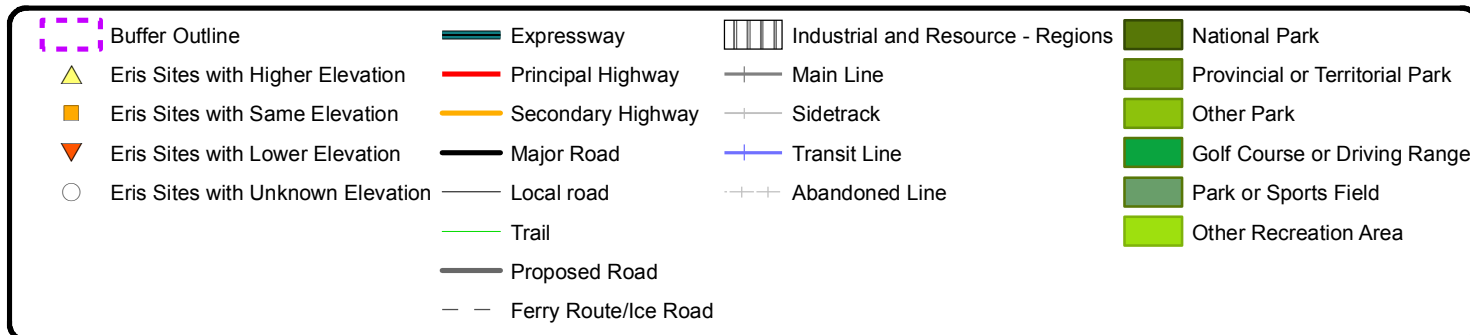 Buffer Outline
Eris Sites with Higher Elevation
Eris Sites with Same Elevation
Eris Sites with Lower Elevation
Eris Sites with Unknown Elevation
Expressway
Principal Highway
Secondary Highway
Major Road
Local road
Trail
Proposed Road
Ferry Route/Ice Road
Industrial and Resource - Regions
Main Line
Sidetrack
Transit Line
Abandoned Line
National Park
Provincial or Territorial Park
Other Park
Golf Course or Driving Range
Park or Sports Field
Other Recreation Area